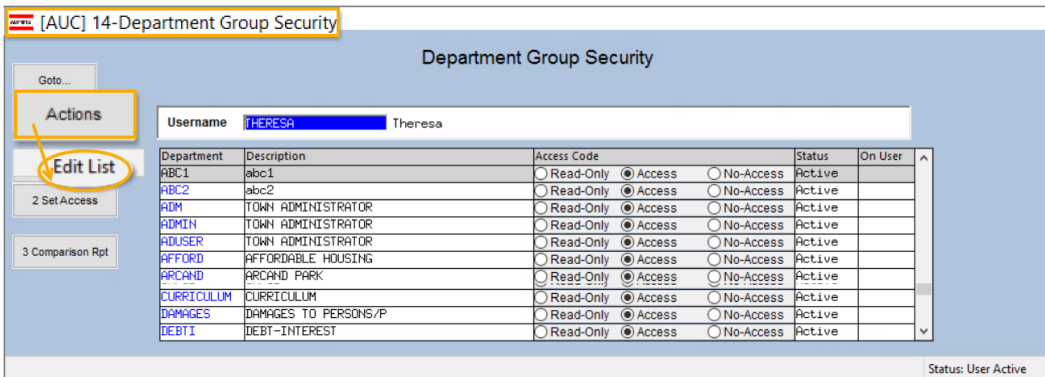 [AUC] 14-Department Group Security
Department Group Security
Goto...
Actions
Edit List
2 Set Access
3 Comparison Rpt
Username THERESA Theresa
Department Description Access Code Status On User
ABC1 abc1 Read-Only Access No-Access Active
ABC2 abc2 Read-Only Access No-Access Active
ADM TOWN ADMINISTRATOR Read-Only Access No-Access Active
ADMIN TOWN ADMINISTRATOR Read-Only Access No-Access Active
ADUSER TOWN ADMINISTRATOR Read-Only Access No-Access Active
AFFORD AFFORDABLE HOUSING Read-Only Access No-Access Active
ARCAND ARCAND PARK Read-Only Access No-Access Active
CURRICULUM CURRICULUM Read-Only Access No-Access Active
DAMAGES DAMAGES TO PERSONS/P Read-Only Access No-Access Active
DEBTI DEBT-INTEREST Read-Only Access No-Access Active
Status: User Active